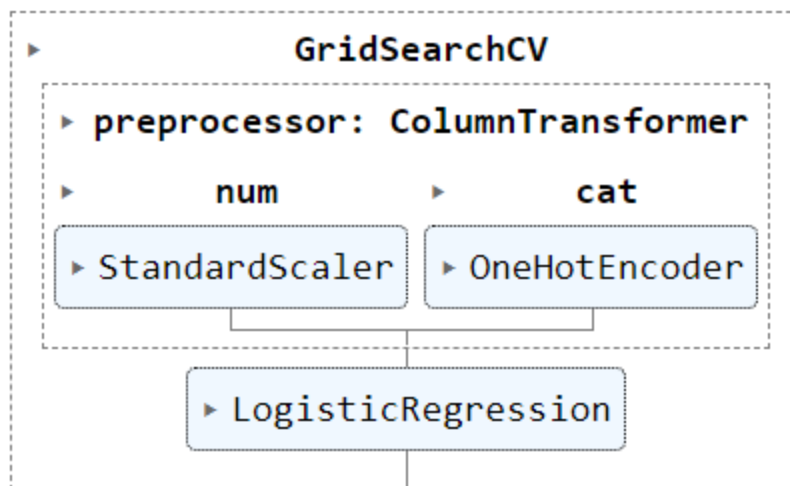 GridSearchCV
preprocessor: ColumnTransformer
num cat
StandardScaler OneHotEncoder
LogisticRegression